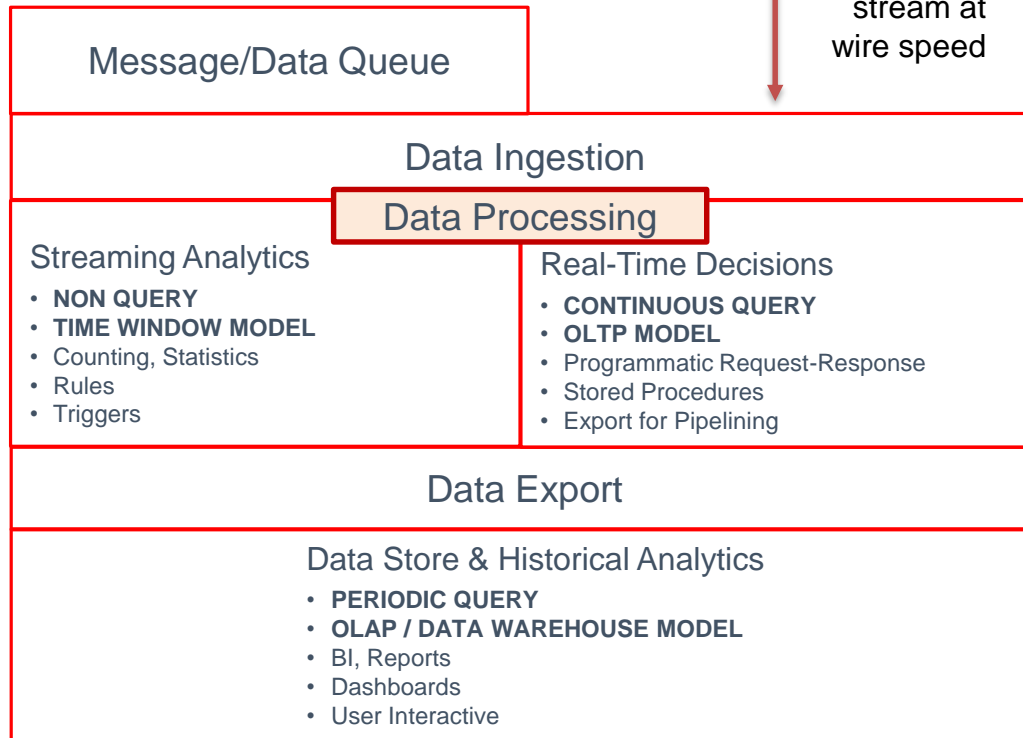 stream at
wire speed
Message/Data Queue
Data Ingestion
Data Processing
Streaming Analytics
• NON QUERY
• TIME WINDOW MODEL
• Counting, Statistics
• Rules
• Triggers
Real-Time Decisions
• CONTINUOUS QUERY
• OLTP MODEL
• Programmatic Request-Response
• Stored Procedures
• Export for Pipelining
Data Export
Data Store & Historical Analytics
• PERIODIC QUERY
• OLAP / DATA WAREHOUSE MODEL
• BI, Reports
• Dashboards
• User Interactive